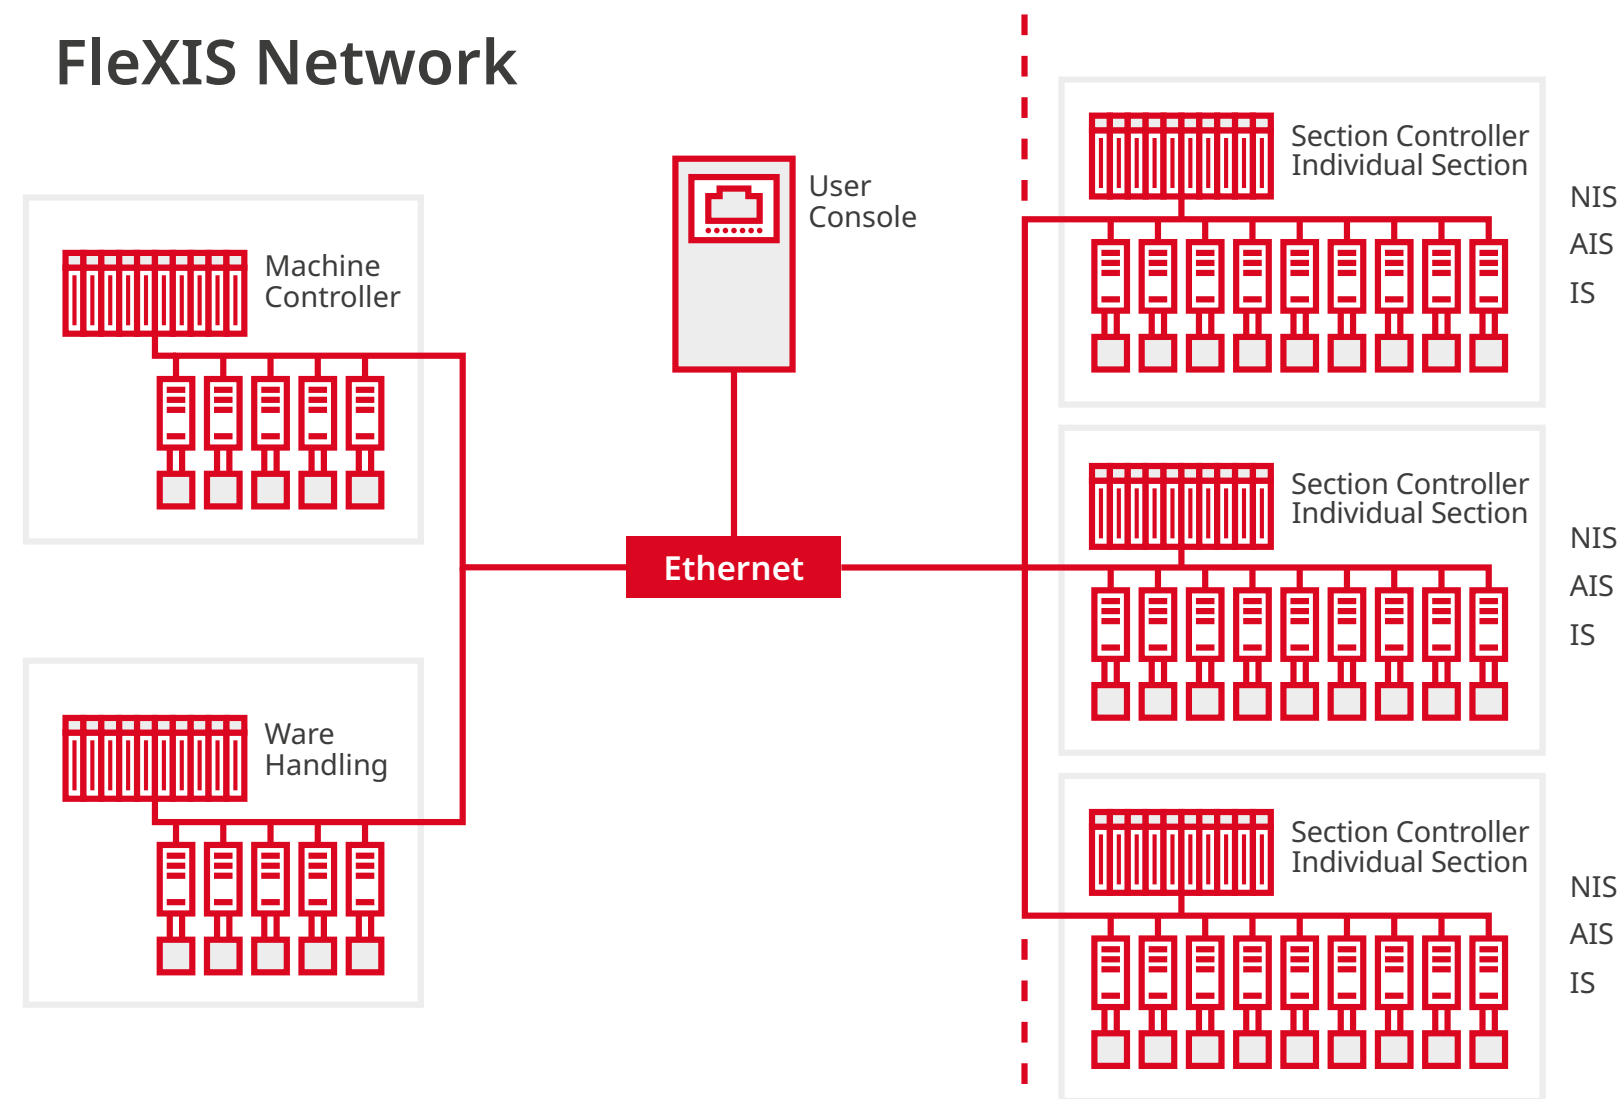 FleXIS Network
User
Console
Machine
Controller
Ware
Handling
Ethernet
Section Controller
Individual Section
NIS
AIS
IS
Section Controller
Individual Section
NIS
AIS
IS
Section Controller
Individual Section
NIS
AIS
IS